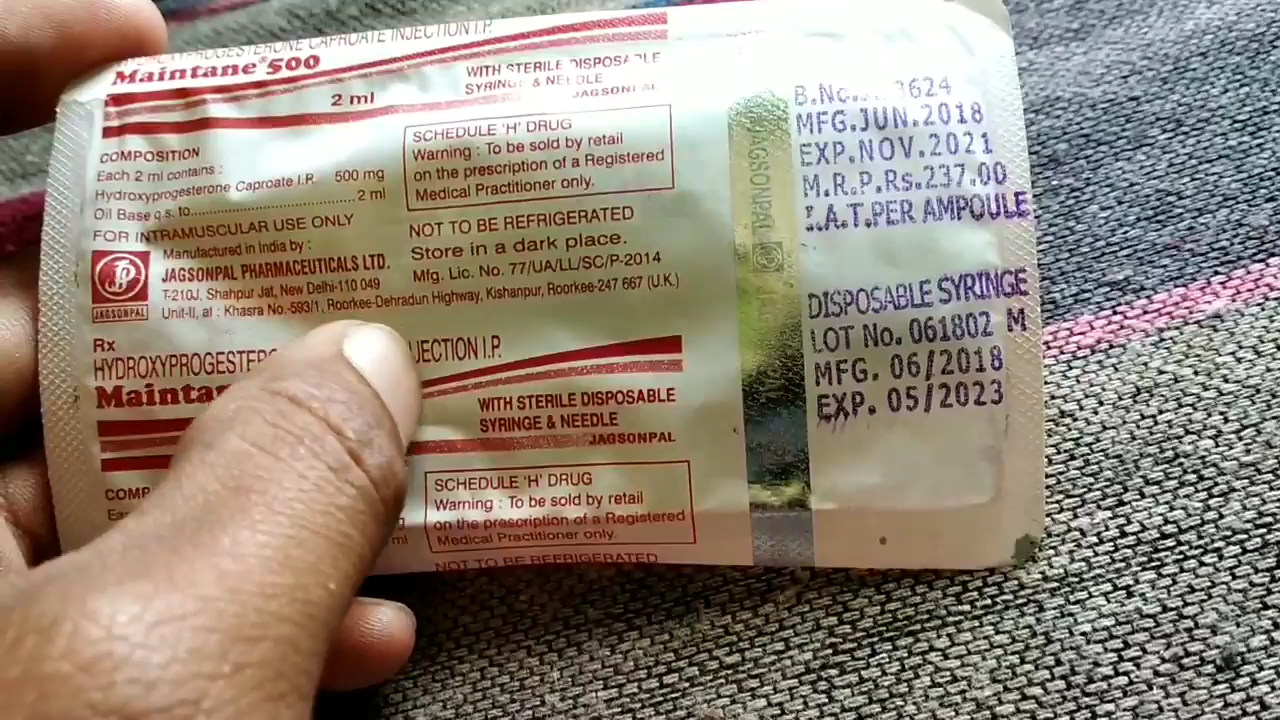 HYDROXYPROGESTERONE CAPROATE INJECTION I.P.
Maintane® 500
2 ml
WITH STERILE DISPOSABLE
SYRINGE & NEEDLE
JAGSONPAL
COMPOSITION
Each 2 ml contains :
Hydroxyprogesterone Caproate I.P. 500 mg
Oil Base q.s. to..............................2 ml
FOR INTRAMUSCULAR USE ONLY
Manufactured in India by :
JAGSONPAL PHARMACEUTICALS LTD.
T-210J, Shahpur Jat, New Delhi-110 049
Unit-II, at : Khasra No.-593/1, Roorkee-Dehradun Highway, Kishanpur, Roorkee-247 667 (U.K.)
JAGSONPAL
SCHEDULE 'H' DRUG
Warning : To be sold by retail
on the prescription of a Registered
Medical Practitioner only.
NOT TO BE REFRIGERATED
Store in a dark place.
Mfg. Lic. No. 77/UA/LL/SC/P-2014
Rx
JECTION I.P.
WITH STERILE DISPOSABLE
SYRINGE & NEEDLE
JAGSONPAL
SCHEDULE 'H' DRUG
Warning : To be sold by retail
on the prescription of a Registered
Medical Practitioner only.
ml
NOT TO BE REFRIGERATED
JAGSONPAL
B.No. 3624
MFG.JUN.2018
EXP.NOV.2021
M.R.P.Rs.237.00
I.A.T.PER AMPOULE
DISPOSABLE SYRINGE
LOT No. 061802 M
MFG. 06/2018
EXP. 05/2023